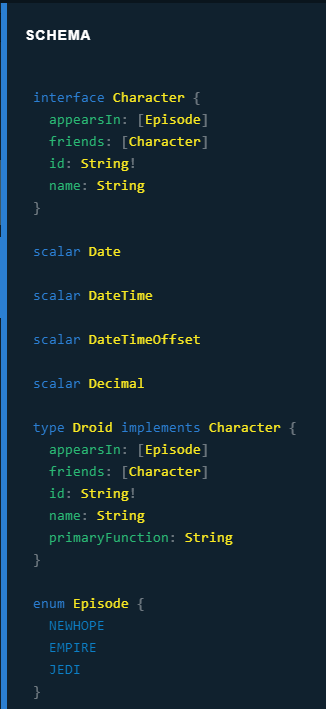 SCHEMA
interface Character {
appearsIn: [Episode]
friends: [Character]
id: String!
name: String
}
scalar Date
scalar DateTime
scalar DateTimeOffset
scalar Decimal
type Droid implements Character {
appearsIn: [Episode]
friends: [Character]
id: String!
name: String
primaryFunction: String
}
enum Episode {
NEWHOPE
EMPIRE
JEDI
}